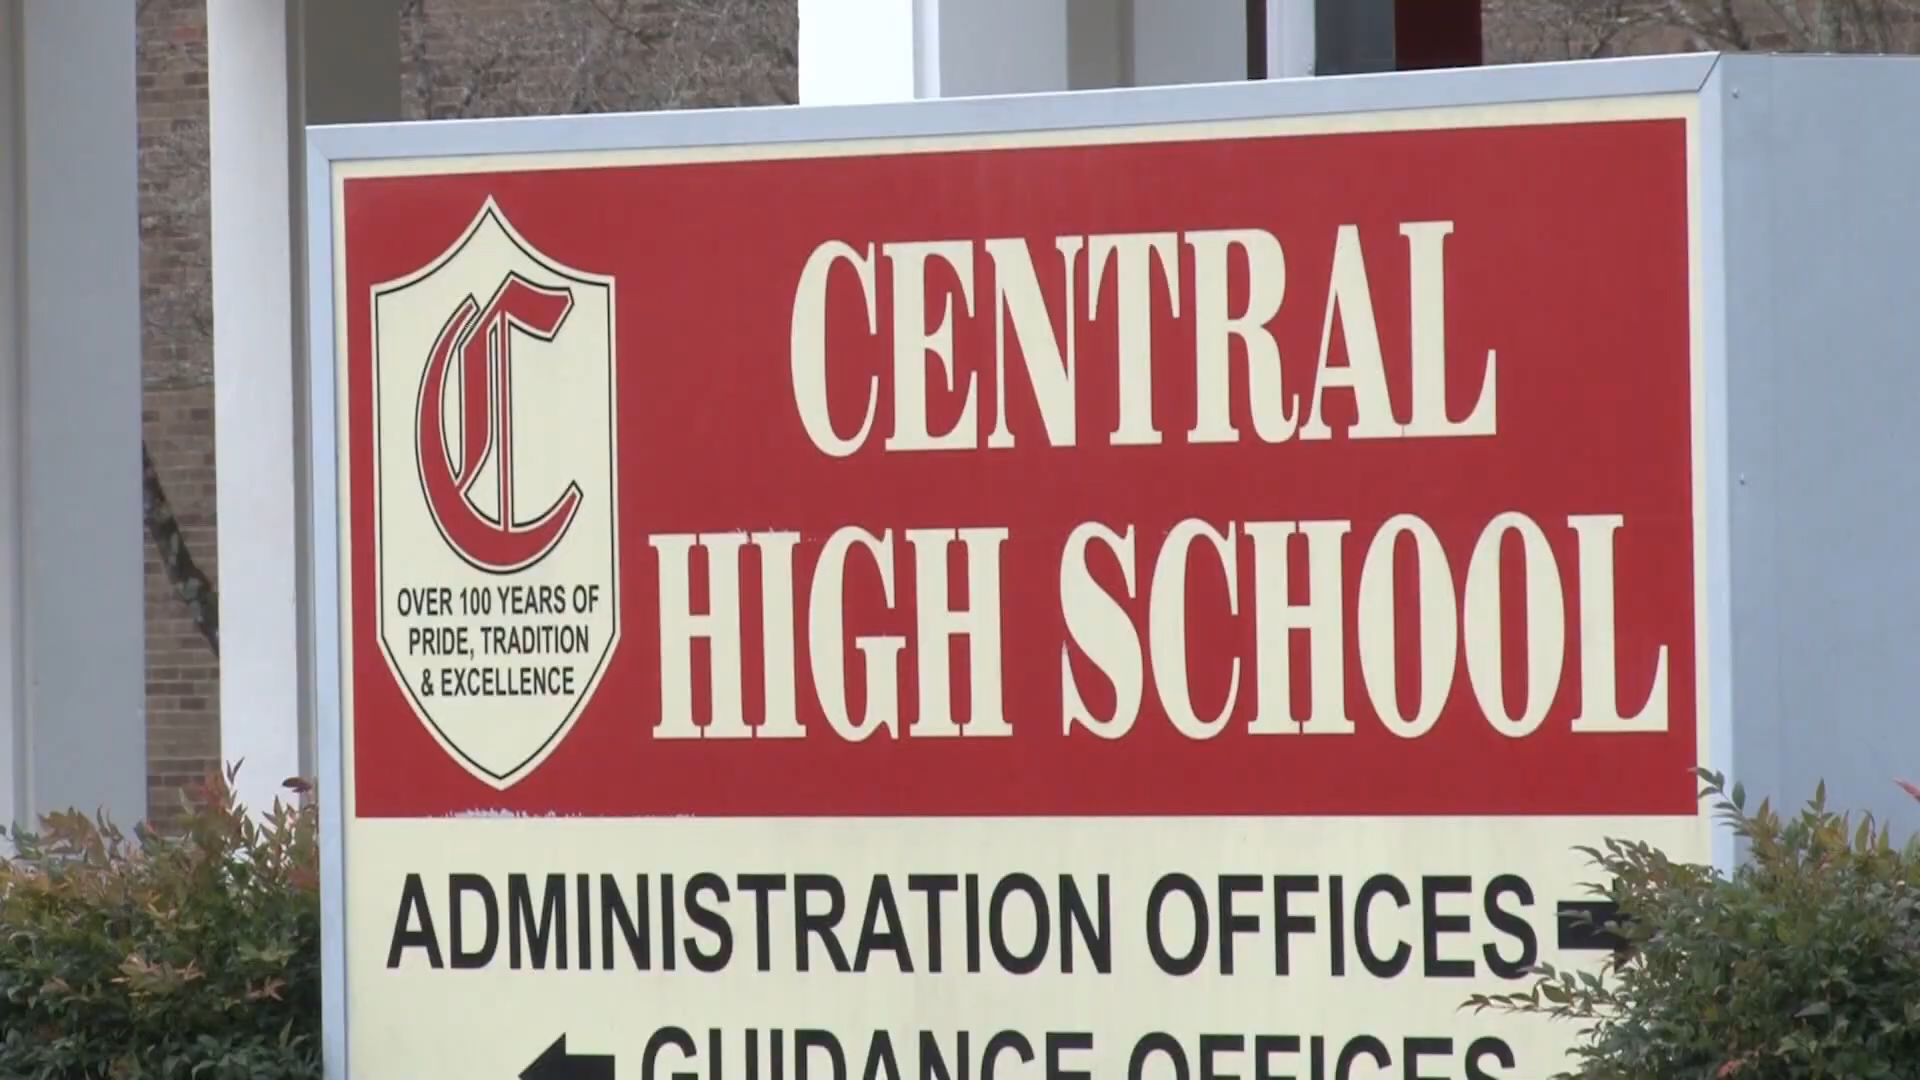 C
OVER 100 YEARS OF
PRIDE, TRADITION
& EXCELLENCE
CENTRAL
HIGH SCHOOL
ADMINISTRATION OFFICES
GUIDANCE OFFICES